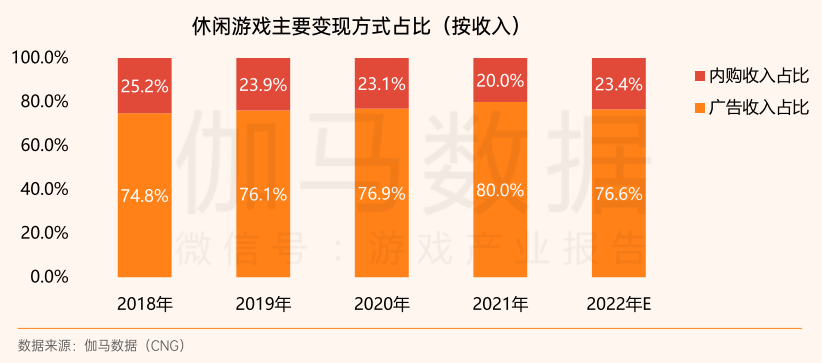 休闲游戏主要变现方式占比（按收入）
100.0%
80.0%
60.0%
40.0%
20.0%
0.0%
25.2% 23.9% 23.1% 20.0% 23.4%
74.8% 76.1% 76.9% 80.0% 76.6%
2018年 2019年 2020年 2021年 2022年E
内购收入占比
广告收入占比
伽马数据
微信号：游戏产业报告
数据来源：伽马数据（CNG）